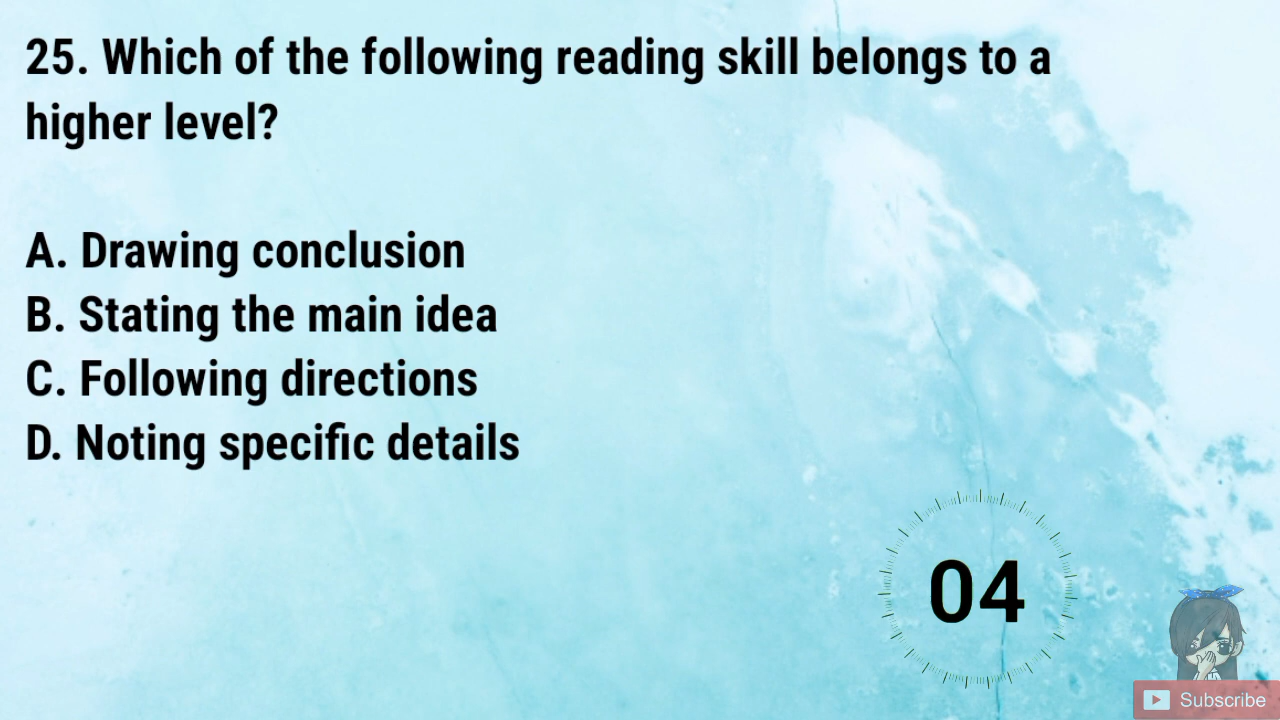 25. Which of the following reading skill belongs to a
higher level?
A. Drawing conclusion
B. Stating the main idea
C. Following directions
D. Noting specific details
04
Subscribe